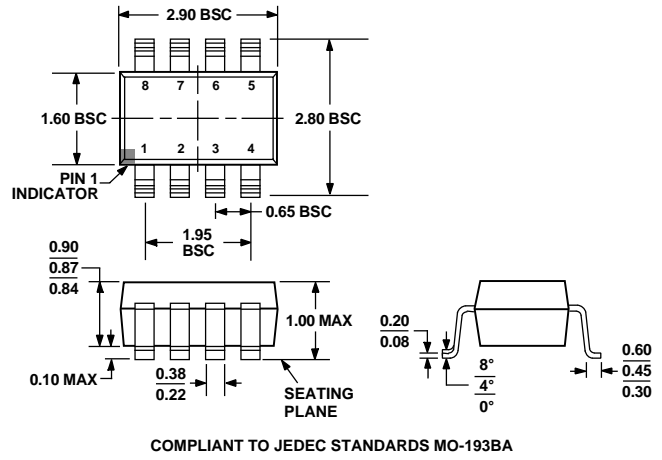 2.90 BSC
8 7 6 5
1.60 BSC
2.80 BSC
1 2 3 4
PIN 1
INDICATOR
0.65 BSC
1.95
BSC
0.90
0.87
0.84
1.00 MAX
0.10 MAX
0.38
0.22
SEATING
PLANE
0.20
0.08
8°
4°
0°
0.60
0.45
0.30
COMPLIANT TO JEDEC STANDARDS MO-193BA